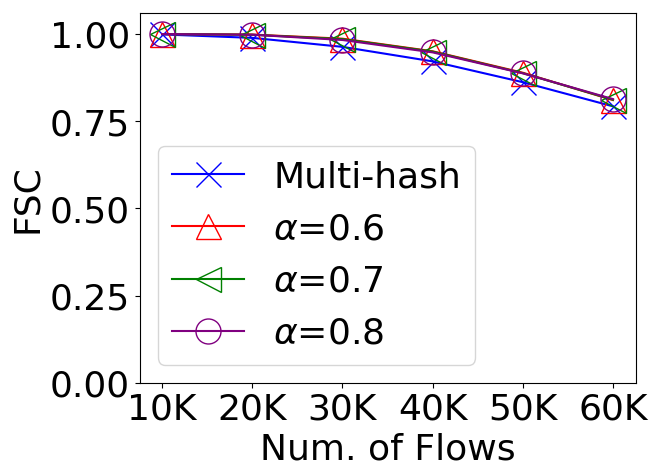 1.00
0.75
0.50
0.25
0.00
FSC
Multi-hash
α=0.6
α=0.7
α=0.8
10K 20K 30K 40K 50K 60K
Num. of Flows